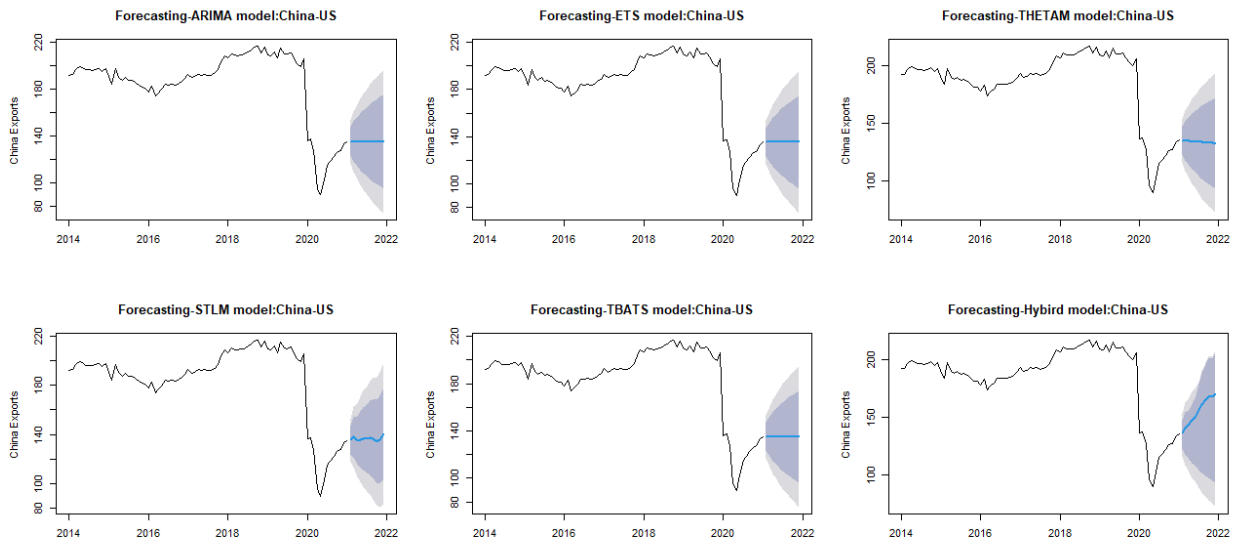 Forecasting-ARIMA model:China-US
China Exports
80 100 140 180 220
2014 2016 2018 2020 2022
Forecasting-ETS model:China-US
China Exports
80 100 140 180 220
2014 2016 2018 2020 2022
Forecasting-THETAM model:China-US
China Exports
100 150 200
2014 2016 2018 2020 2022
Forecasting-STLM model:China-US
China Exports
80 100 140 180 220
2014 2016 2018 2020 2022
Forecasting-TBATS model:China-US
China Exports
80 100 140 180 220
2014 2016 2018 2020 2022
Forecasting-Hybird model:China-US
China Exports
100 150 200
2014 2016 2018 2020 2022